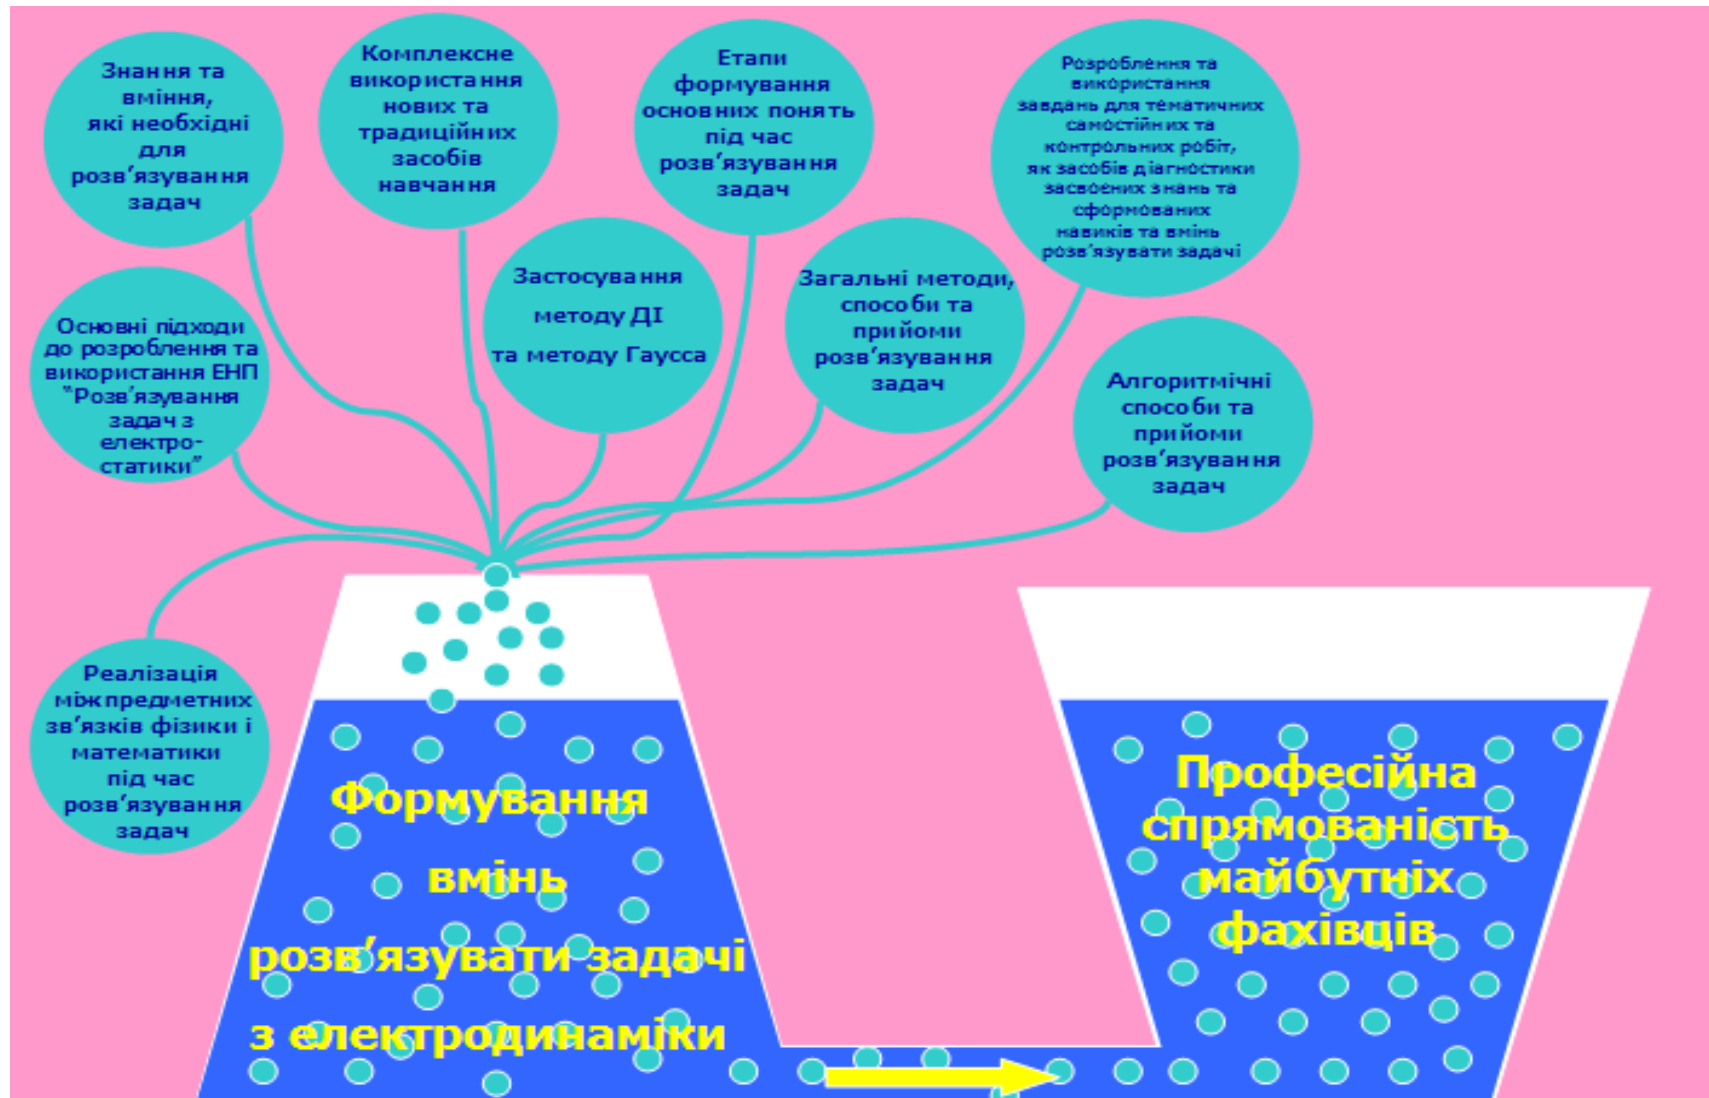 Знання та
вміння,
які необхідні
для
розв’язування
задач
Комплексне
використання
нових та
традиційних
засобів
навчання
Етапи
формування
основних понять
під час
розв’язування
задач
Розроблення та
використання
завдань для тематичних
самостійних та
контрольних робіт,
як засобів діагностики
засвоєних знань та
сформованих
навиків та вмінь
розв’язувати задачі
Основні підходи
до розроблення та
використання ЕНП
“Розв’язування
задач з
електро-
статики”
Застосування
методу ДІ
та методу Гаусса
Загальні методи,
способи та
прийоми
розв’язування
задач
Алгоритмічні
способи та
прийоми
розв’язування
задач
Реалізація
міжпредметних
зв’язків фізики і
математики
під час
розв’язування
задач
Формування
вмінь
розв’язувати задачі
з електродинаміки
Професійна
спрямованість
майбутніх
фахівців